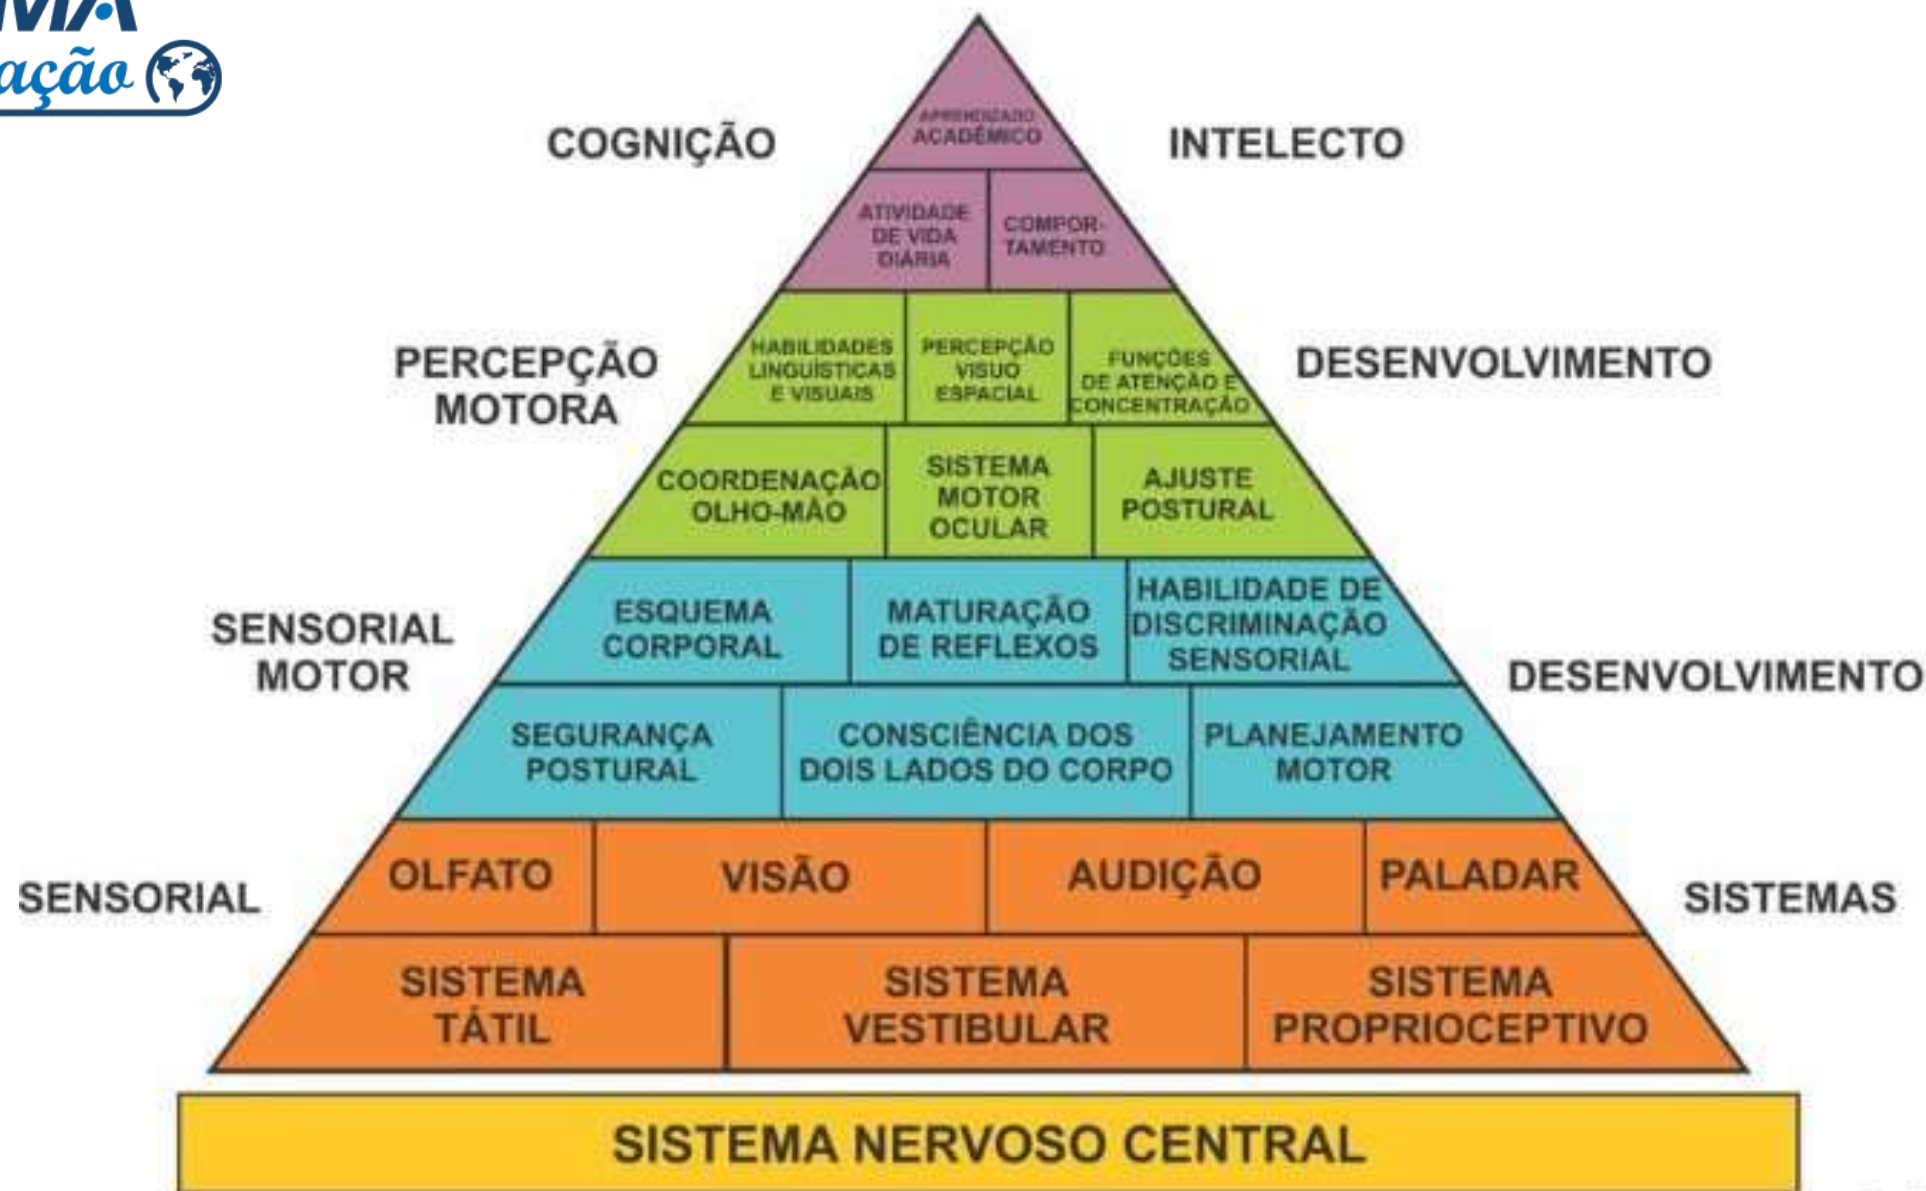 ação
APRENDIZADO
ACADÊMICO
COGNIÇÃO
INTELECTO
ATIVIDADE
DE VIDA
DIÁRIA
COMPOR-
TAMENTO
PERCEPÇÃO
MOTORA
HABILIDADES
LINGUÍSTICAS
E VISUAIS
PERCEPÇÃO
VISUO
ESPACIAL
FUNÇÕES
DE ATENÇÃO E
CONCENTRAÇÃO
DESENVOLVIMENTO
COORDENAÇÃO
OLHO-MÃO
SISTEMA
MOTOR
OCULAR
AJUSTE
POSTURAL
SENSORIAL
MOTOR
ESQUEMA
CORPORAL
MATURAÇÃO
DE REFLEXOS
HABILIDADE DE
DISCRIMINAÇÃO
SENSORIAL
DESENVOLVIMENTO
SEGURANÇA
POSTURAL
CONSCIÊNCIA DOS
DOIS LADOS DO CORPO
PLANEJAMENTO
MOTOR
SENSORIAL
OLFATO
VISÃO
AUDIÇÃO
PALADAR
SISTEMAS
SISTEMA
TÁTIL
SISTEMA
VESTIBULAR
SISTEMA
PROPRIOCEPTIVO
SISTEMA NERVOSO CENTRAL